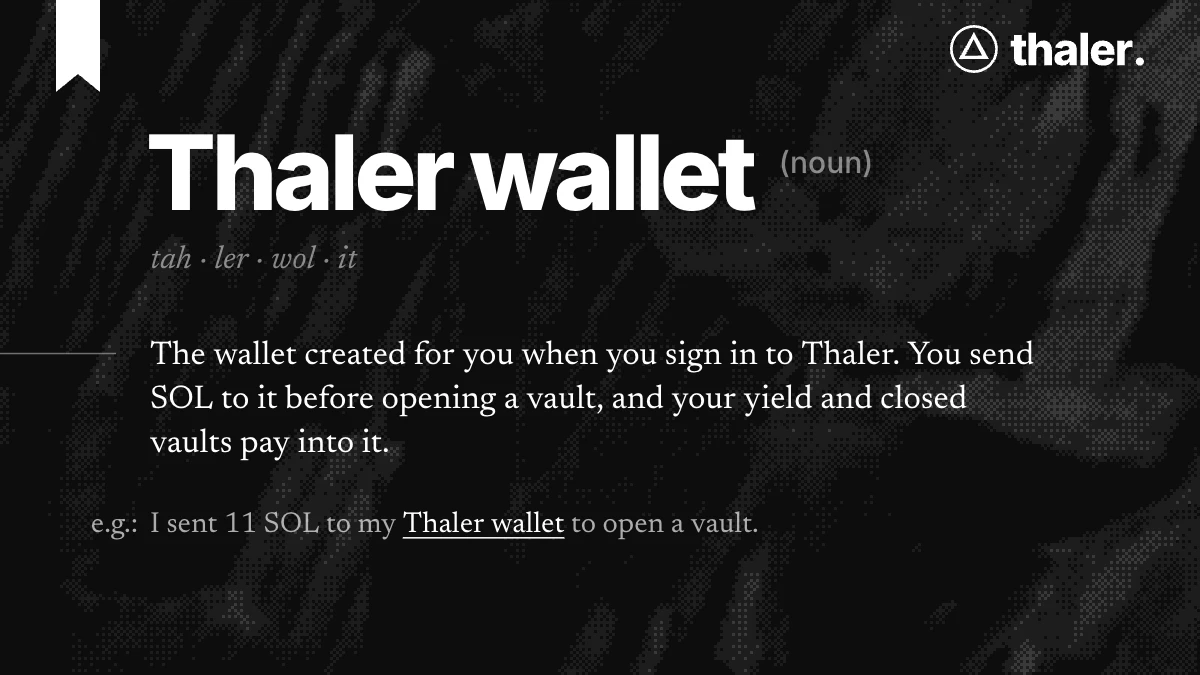 thaler.
Thaler wallet (noun)
tah · ler · wol · it
The wallet created for you when you sign in to Thaler. You send
SOL to it before opening a vault, and your yield and closed
vaults pay into it.
e.g.: I sent 11 SOL to my Thaler wallet to open a vault.